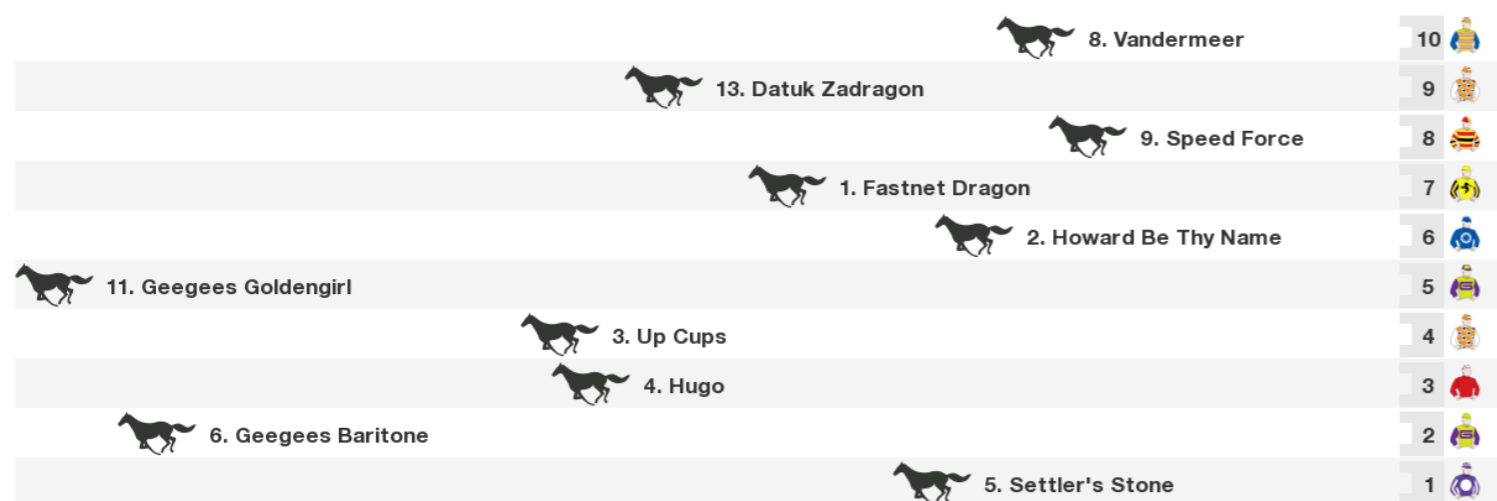 8. Vandermeer 10
13. Datuk Zadragon 9
9. Speed Force 8
1. Fastnet Dragon 7
2. Howard Be Thy Name 6
11. Geegees Goldengirl 5
3. Up Cups 4
4. Hugo 3
6. Geegees Baritone 2
5. Settler's Stone 1